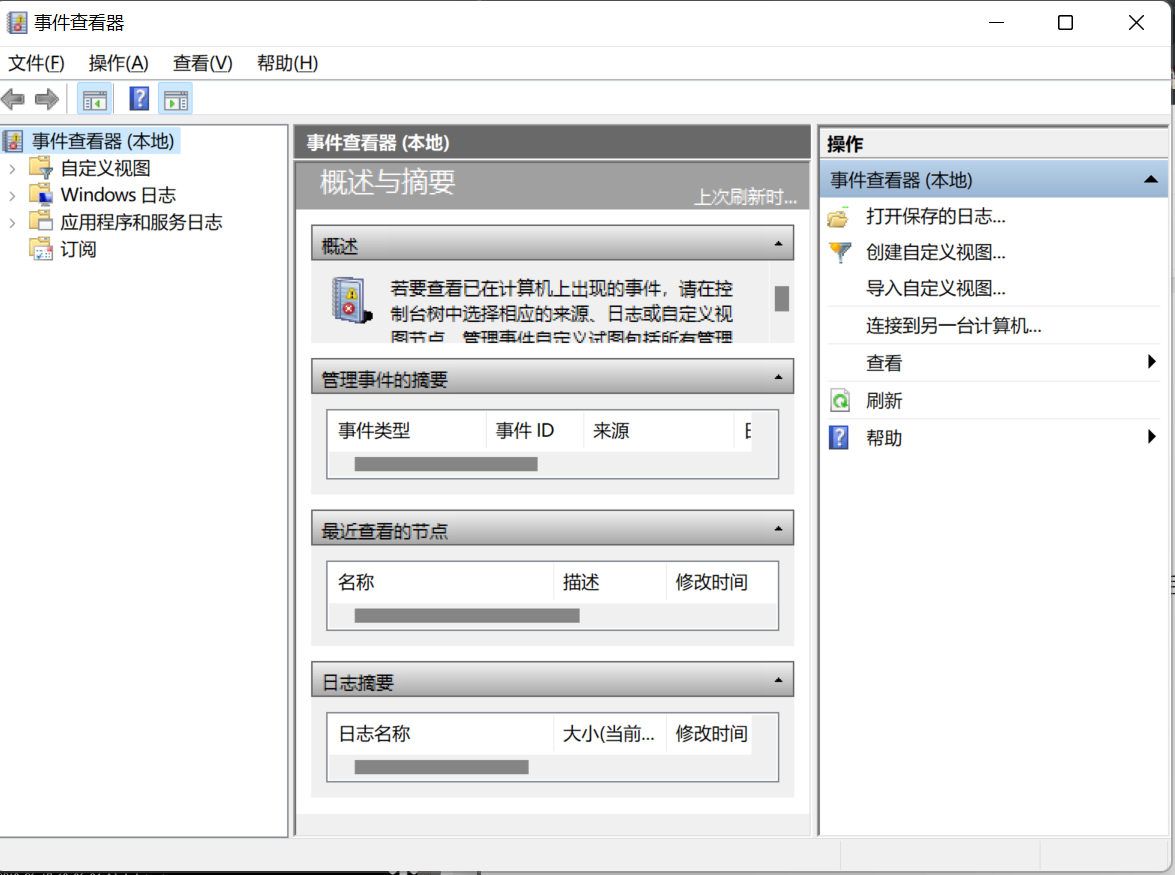 事件查看器
文件(F) 操作(A) 查看(V) 帮助(H)
事件查看器 (本地)
自定义视图
Windows 日志
应用程序和服务日志
订阅
事件查看器 (本地)
概述与摘要
上次刷新时...
概述
若要查看已在计算机上出现的事件，请在控
制台树中选择相应的来源、日志或自定义视
图节点。管理事件自定义试图包括所有管理
管理事件的摘要
事件类型 事件 ID 来源
最近查看的节点
名称 描述 修改时间
日志摘要
日志名称 大小(当前... 修改时间
操作
事件查看器 (本地)
打开保存的日志...
创建自定义视图...
导入自定义视图...
连接到另一台计算机...
查看
刷新
帮助